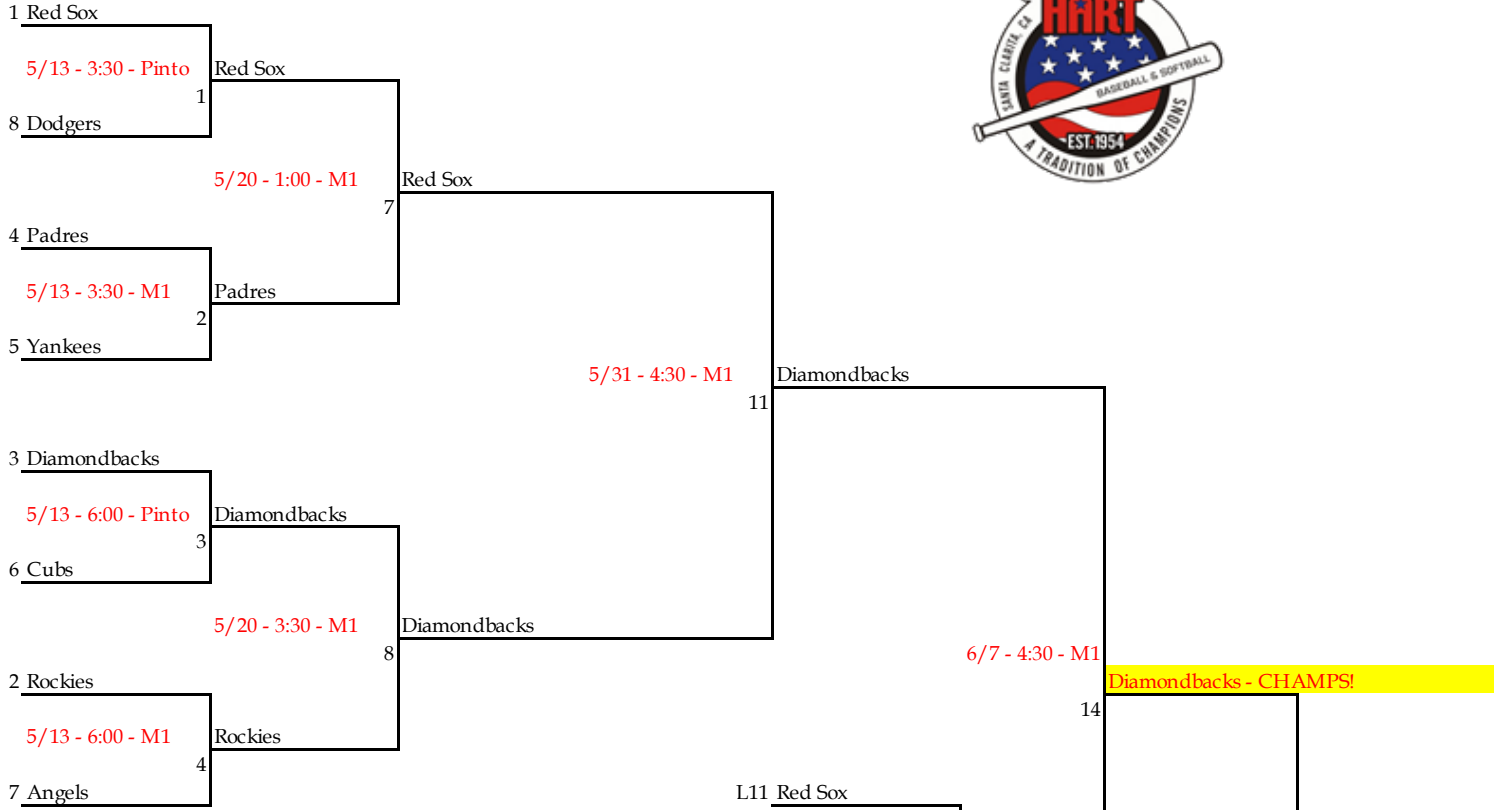 HART
SANTA CLARITA, CA
BASEBALL & SOFTBALL
EST. 1954
A TRADITION OF CHAMPIONS
1 Red Sox
5/13 - 3:30 - Pinto
Red Sox
1
8 Dodgers
5/20 - 1:00 - M1
Red Sox
7
4 Padres
5/13 - 3:30 - M1
Padres
2
5 Yankees
5/31 - 4:30 - M1
Diamondbacks
11
3 Diamondbacks
5/13 - 6:00 - Pinto
Diamondbacks
3
6 Cubs
5/20 - 3:30 - M1
Diamondbacks
8
6/7 - 4:30 - M1
Diamondbacks - CHAMPS!
14
2 Rockies
5/13 - 6:00 - M1
Rockies
4
7 Angels
L11 Red Sox